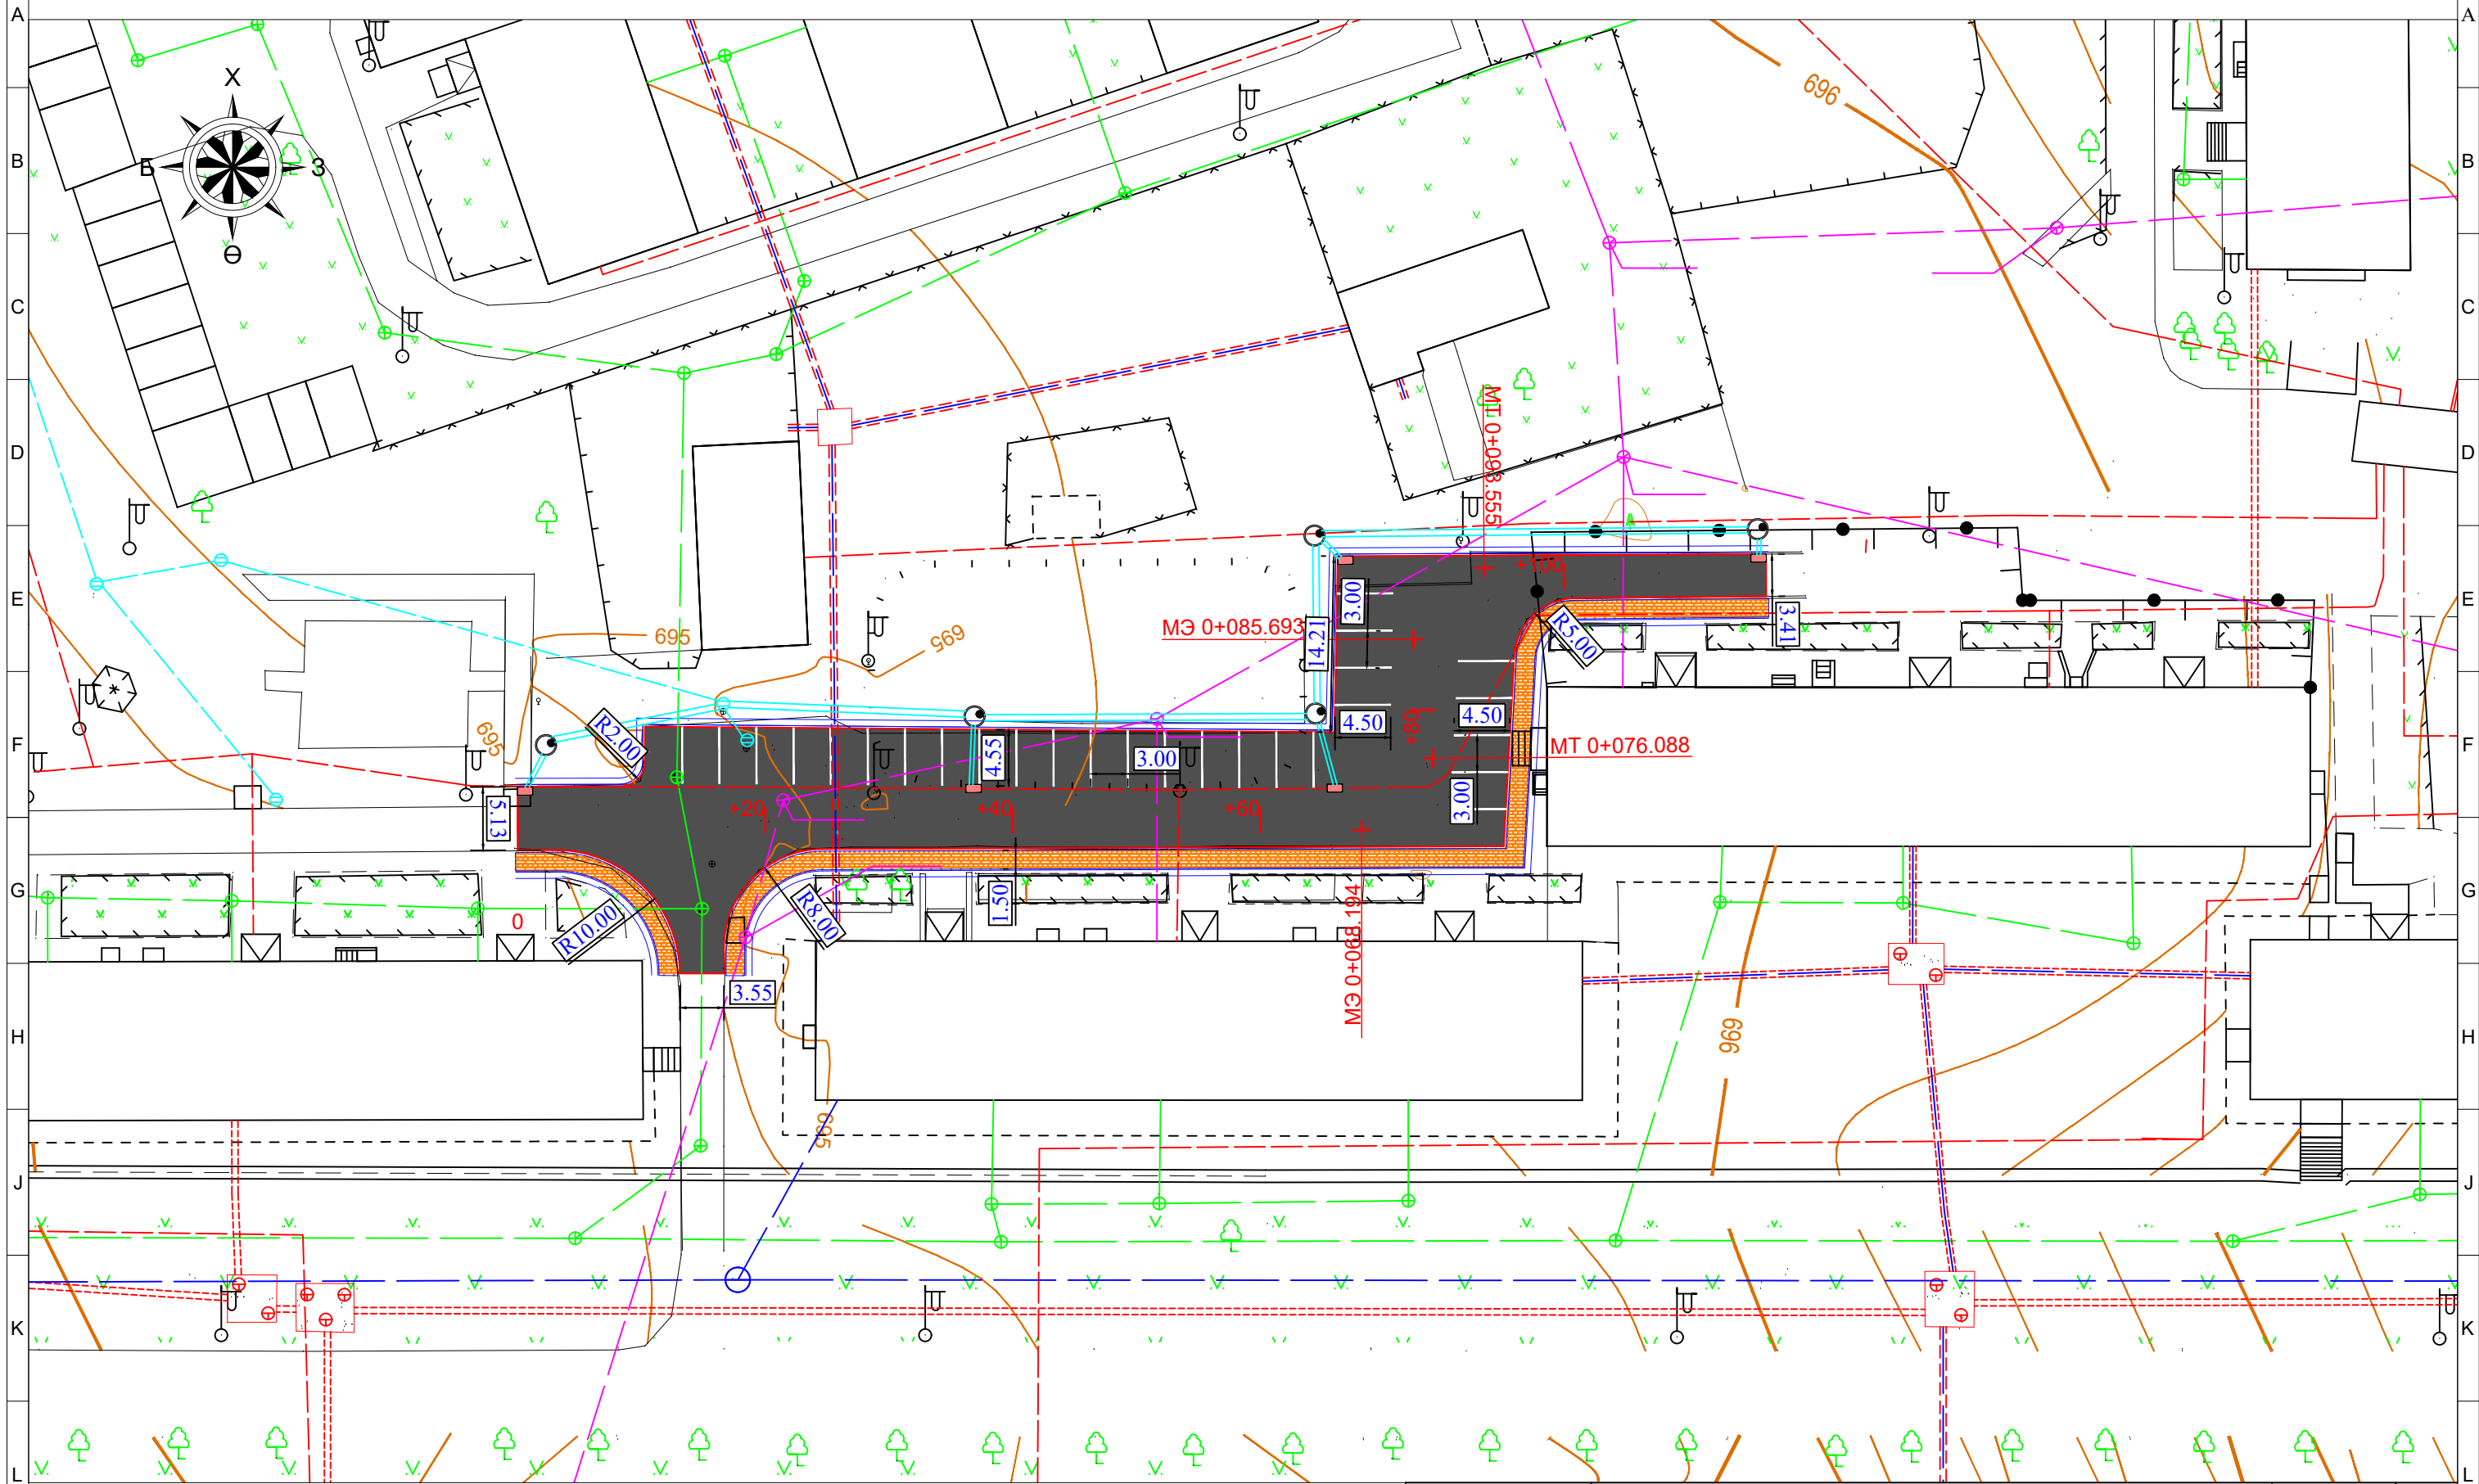 A
A
X
696
B
Б
З
B
Ө
C
C
D
МТ 0+093.555
D
+100
E
3.00
E
МЭ 0+085.693
3.41
695
695
14.21
R5.00
R2.00
695
4.50
4.50
+80
F
4.55
3.00
МТ 0+076.088
F
5.13
+20
+40
+60
3.00
G
0
R10.00
R8.00
1.50
МЭ 0+068.194
G
3.55
H
696
H
695
J
J
K
K
L
L